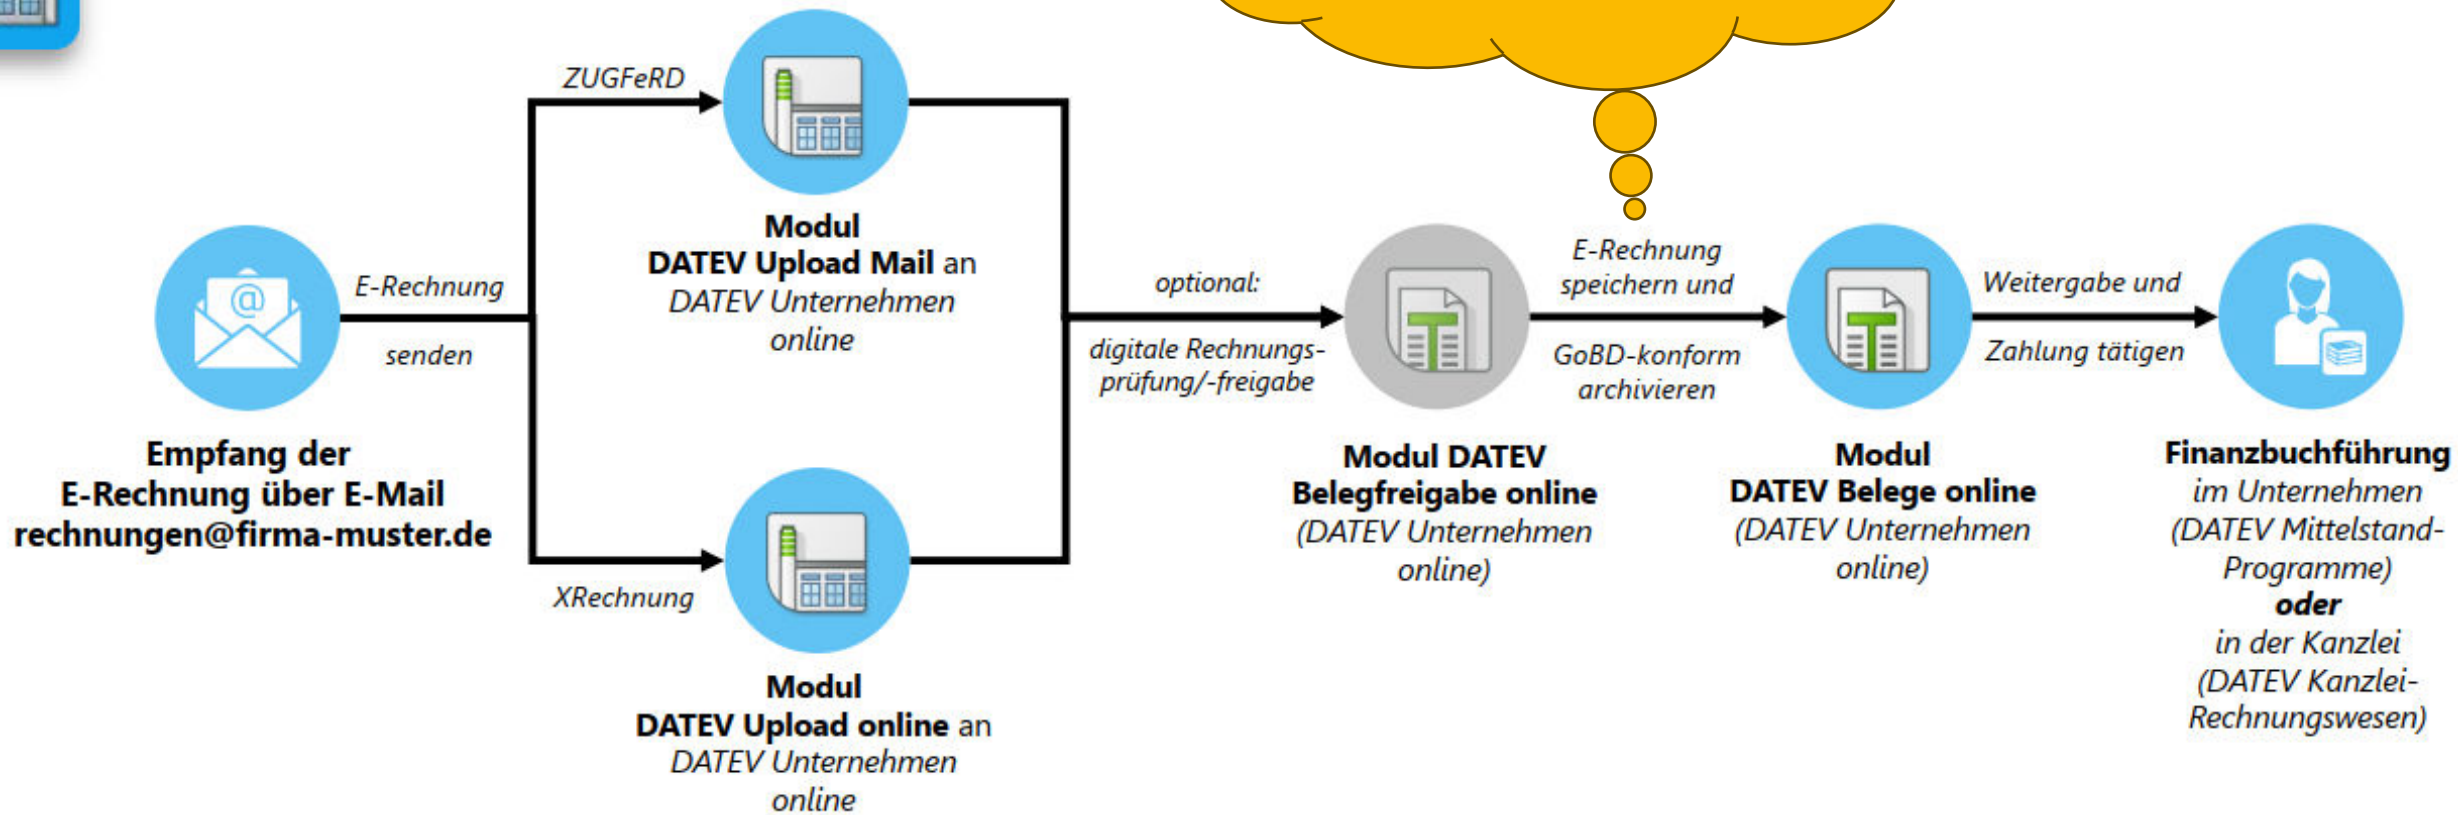 ZUGFeRD
Modul
DATEV Upload Mail an
DATEV Unternehmen
online
E-Rechnung
senden
Empfang der
E-Rechnung über E-Mail
rechnungen@firma-muster.de
XRechnung
Modul
DATEV Upload online an
DATEV Unternehmen
online
optional:
digitale Rechnungs-
prüfung/-freigabe
Modul DATEV
Belegfreigabe online
(DATEV Unternehmen
online)
E-Rechnung
speichern und
GoBD-konform
archivieren
Modul
DATEV Belege online
(DATEV Unternehmen
online)
Weitergabe und
Zahlung tätigen
Finanzbuchführung
im Unternehmen
(DATEV Mittelstand-
Programme)
oder
in der Kanzlei
(DATEV Kanzlei-
Rechnungswesen)